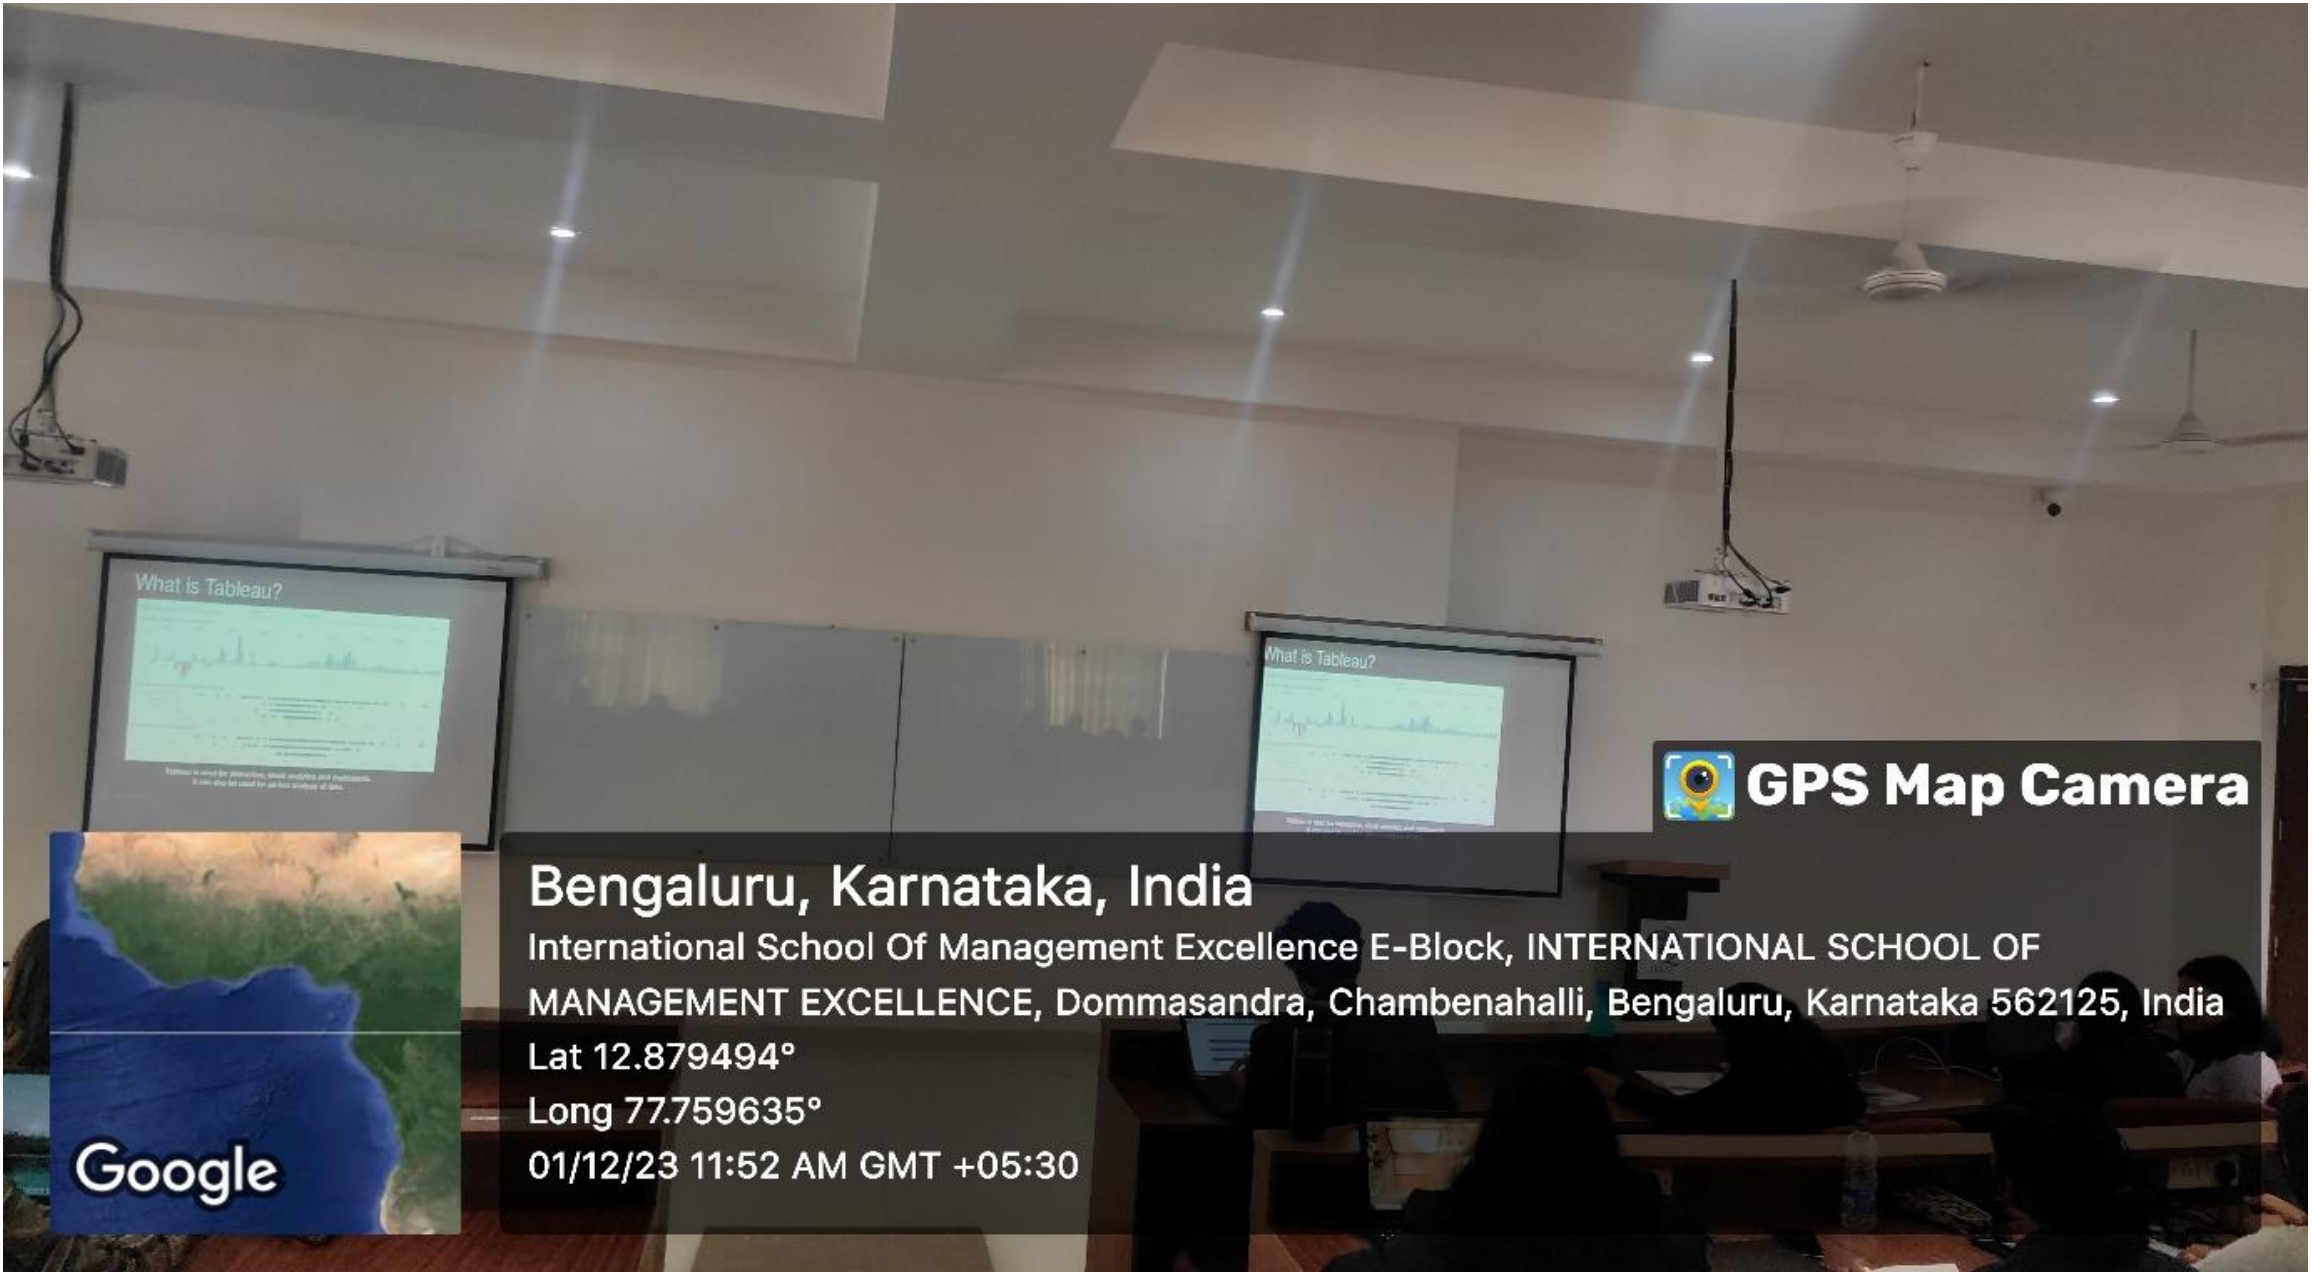 What is Tableau?
What is Tableau?
GPS Map Camera
Bengaluru, Karnataka, India
International School Of Management Excellence E-Block, INTERNATIONAL SCHOOL OF
MANAGEMENT EXCELLENCE, Dommasandra, Chambenahalli, Bengaluru, Karnataka 562125, India
Lat 12.879494°
Long 77.759635°
01/12/23 11:52 AM GMT +05:30
Google